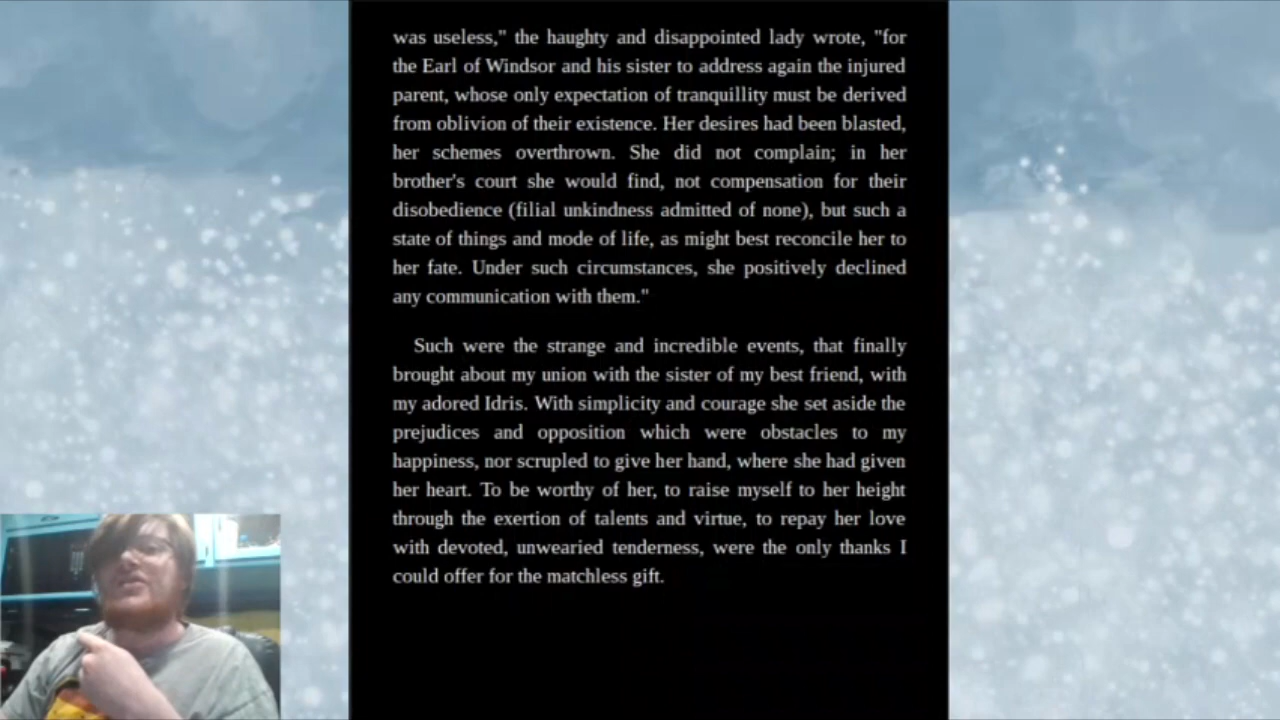 was useless," the haughty and disappointed lady wrote, "for
the Earl of Windsor and his sister to address again the injured
parent, whose only expectation of tranquillity must be derived
from oblivion of their existence. Her desires had been blasted,
her schemes overthrown. She did not complain; in her
brother's court she would find, not compensation for their
disobedience (filial unkindness admitted of none), but such a
state of things and mode of life, as might best reconcile her to
her fate. Under such circumstances, she positively declined
any communication with them."
Such were the strange and incredible events, that finally
brought about my union with the sister of my best friend, with
my adored Idris. With simplicity and courage she set aside the
prejudices and opposition which were obstacles to my
happiness, nor scrupled to give her hand, where she had given
her heart. To be worthy of her, to raise myself to her height
through the exertion of talents and virtue, to repay her love
with devoted, unwearied tenderness, were the only thanks I
could offer for the matchless gift.